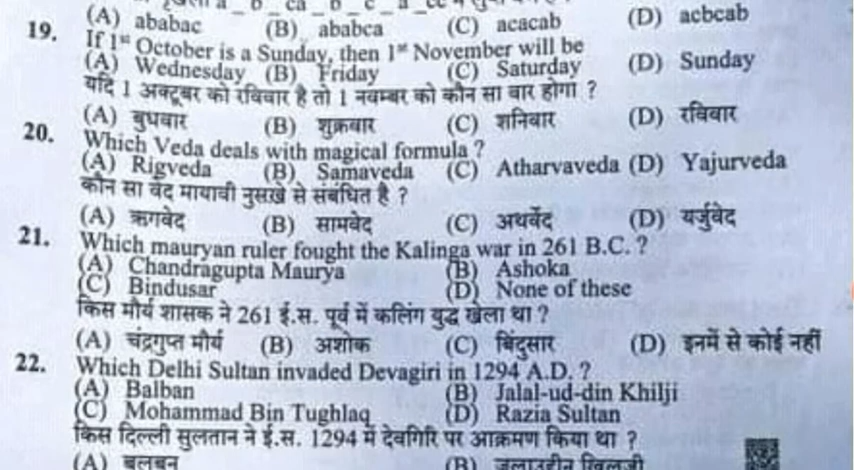 (A) ababac (B) ababca (C) acacab (D) acbcab
19. If 1st October is a Sunday, then 1st November will be
(A) Wednesday (B) Friday (C) Saturday (D) Sunday
यदि 1 अक्टूबर को रविवार है तो 1 नवम्बर को कौन सा वार होगा ?
(A) बुधवार (B) शुक्रवार (C) शनिवार (D) रविवार
20. Which Veda deals with magical formula ?
(A) Rigveda (B) Samaveda (C) Atharvaveda (D) Yajurveda
कौन सा वेद मायावी नुसखे से संबंधित है ?
(A) ऋगवेद (B) सामवेद (C) अथर्वेद (D) यर्जुवेद
21. Which mauryan ruler fought the Kalinga war in 261 B.C. ?
(A) Chandragupta Maurya (B) Ashoka
(C) Bindusar (D) None of these
किस मौर्य शासक ने 261 ई.स. पूर्व में कलिंग युद्ध खेला था ?
(A) चंद्रगुप्त मौर्य (B) अशोक (C) बिंदुसार (D) इनमें से कोई नहीं
22. Which Delhi Sultan invaded Devagiri in 1294 A.D. ?
(A) Balban (B) Jalal-ud-din Khilji
(C) Mohammad Bin Tughlaq (D) Razia Sultan
किस दिल्ली सुलतान ने ई.स. 1294 में देवगिरि पर आक्रमण किया था ?
(A) बलबन (B) जलाउद्दीन खिलजी